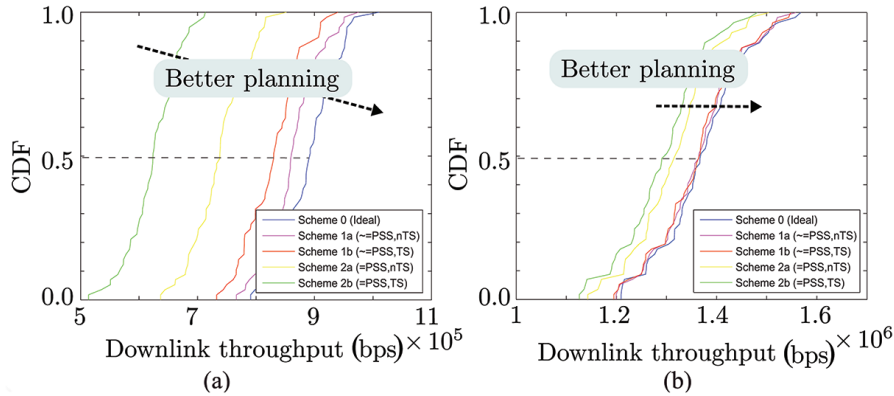 1.0
Better planning
CDF
0.5
Scheme 0 (Ideal)
Scheme 1a (~=PSS,nTS)
Scheme 1b (~=PSS,TS)
Scheme 2a (=PSS,nTS)
Scheme 2b (=PSS,TS)
0.0
5 7 9 11
Downlink throughput (bps) × 10^5
(a)
1.0
Better planning
CDF
0.5
Scheme 0 (Ideal)
Scheme 1a (~=PSS,nTS)
Scheme 1b (~=PSS,TS)
Scheme 2a (=PSS,nTS)
Scheme 2b (=PSS,TS)
0.0
1 1.2 1.4 1.6
Downlink throughput (bps) × 10^6
(b)